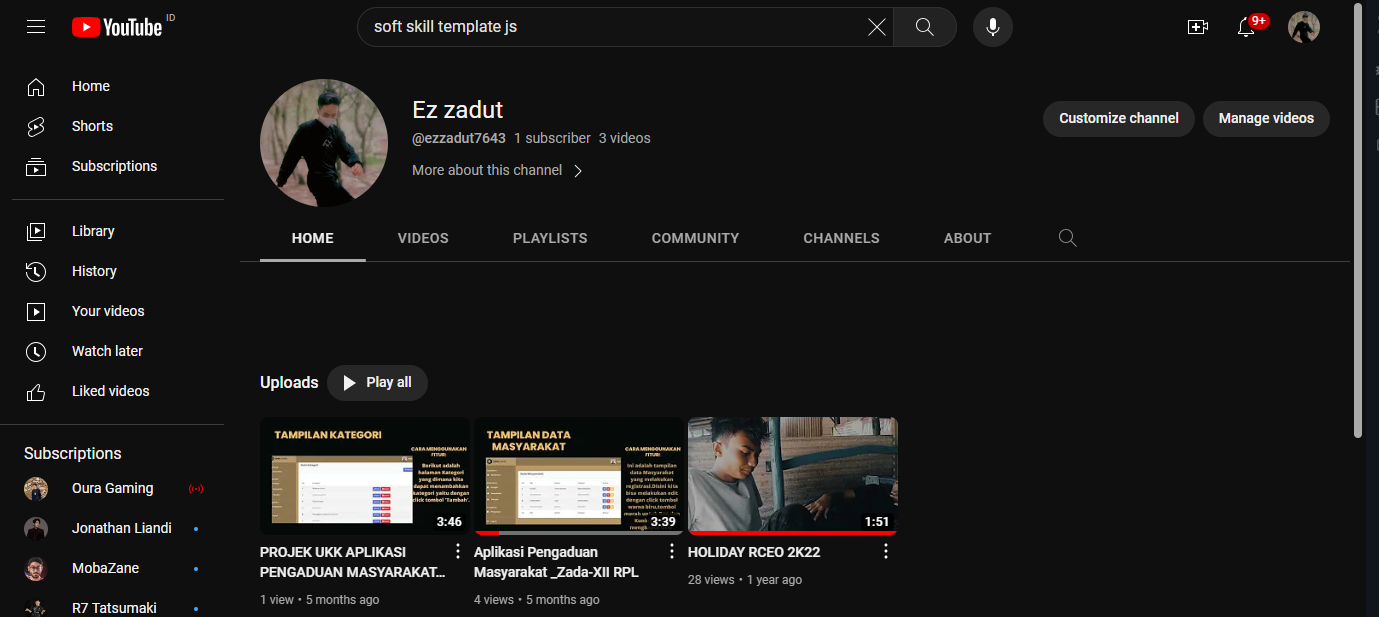 YouTube ID
soft skill template js
9+
Home
Shorts
Subscriptions
Library
History
Your videos
Watch later
Liked videos
Subscriptions
Oura Gaming
Jonathan Liandi
MobaZane
R7 Tatsumaki
Ez zadut
@ezzadut7643 1 subscriber 3 videos
More about this channel
Customize channel
Manage videos
HOME VIDEOS PLAYLISTS COMMUNITY CHANNELS ABOUT
Uploads
Play all
TAMPILAN KATEGORI
CARA MENGGUNAKAN
FITUR:
Berikut adalah
halaman Kategori
yang dimana kita
dapat menambahkan
kategori yaitu dengan
click tombol 'Tambah'.
3:46
PROJEK UKK APLIKASI
PENGADUAN MASYARAKAT...
1 view • 5 months ago
TAMPILAN DATA
MASYARAKAT
CARA MENGGUNAKAN
FITUR:
Ini adalah tampilan
data Masyarakat
yang melakukan
registrasi.Disini kita
bisa melakukan edit
dengan click tombol
warna biru,tombol
3:39
Aplikasi Pengaduan
Masyarakat _Zada-XII RPL
4 views • 5 months ago
1:51
HOLIDAY RCEO 2K22
28 views • 1 year ago